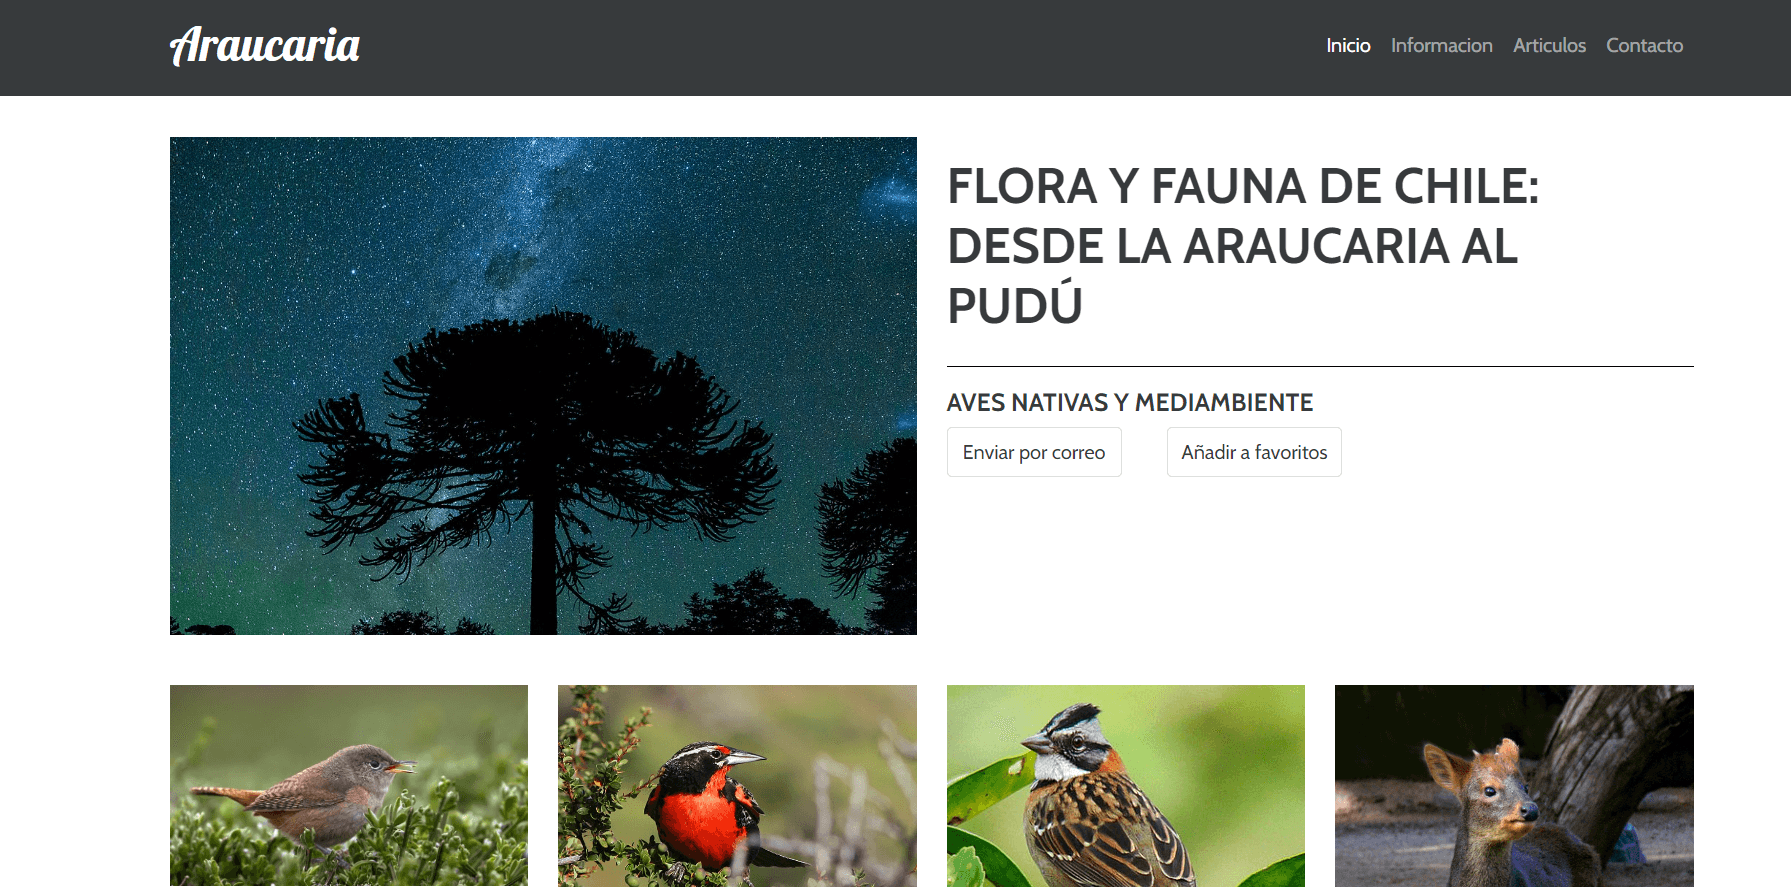 Araucaria
Inicio Informacion Articulos Contacto
FLORA Y FAUNA DE CHILE:
DESDE LA ARAUCARIA AL
PUDÚ
AVES NATIVAS Y MEDIAMBIENTE
Enviar por correo Añadir a favoritos